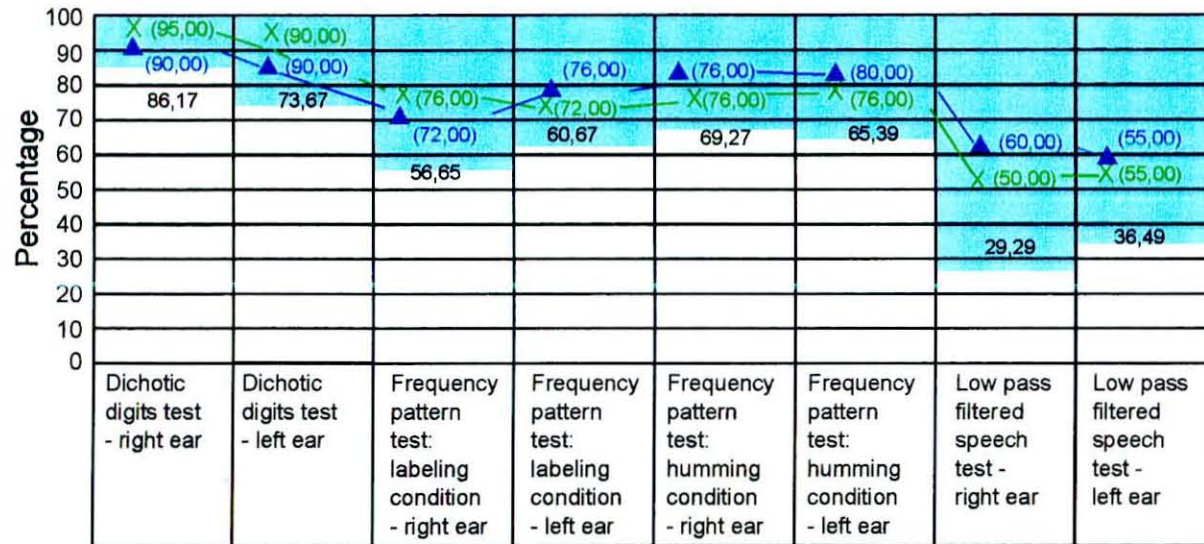 Percentage
100
90
80
70
60
50
40
30
20
10
0
X (95,00)
(90,00)
86,17
X (90,00)
(90,00)
73,67
X (76,00)
(72,00)
56,65
(76,00)
X (72,00)
60,67
(76,00)
X (76,00)
69,27
(80,00)
X (76,00)
65,39
(60,00)
X (50,00)
29,29
(55,00)
X (55,00)
36,49
Dichotic
digits test
- right ear
Dichotic
digits test
- left ear
Frequency
pattern
test:
labeling
condition
- right ear
Frequency
pattern
test:
labeling
condition
- left ear
Frequency
pattern
test:
humming
condition
- right ear
Frequency
pattern
test:
humming
condition
- left ear
Low pass
filtered
speech
test -
right ear
Low pass
filtered
speech
test -
left ear